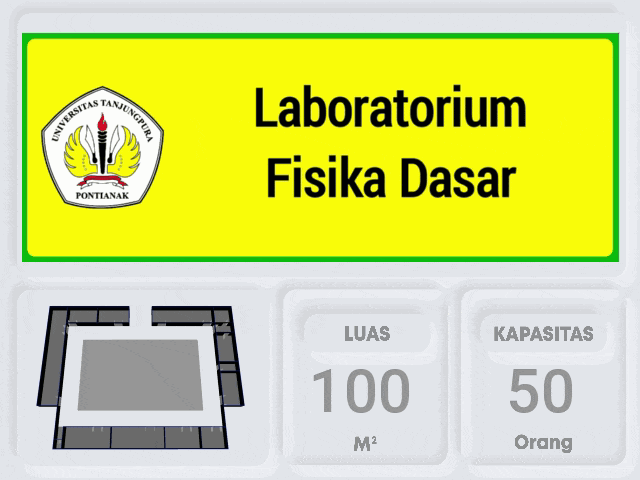 UNIVERSITAS TANJUNGPURA
PONTIANAK
Laboratorium
Fisika Dasar
LUAS
100
M²
KAPASITAS
50
Orang